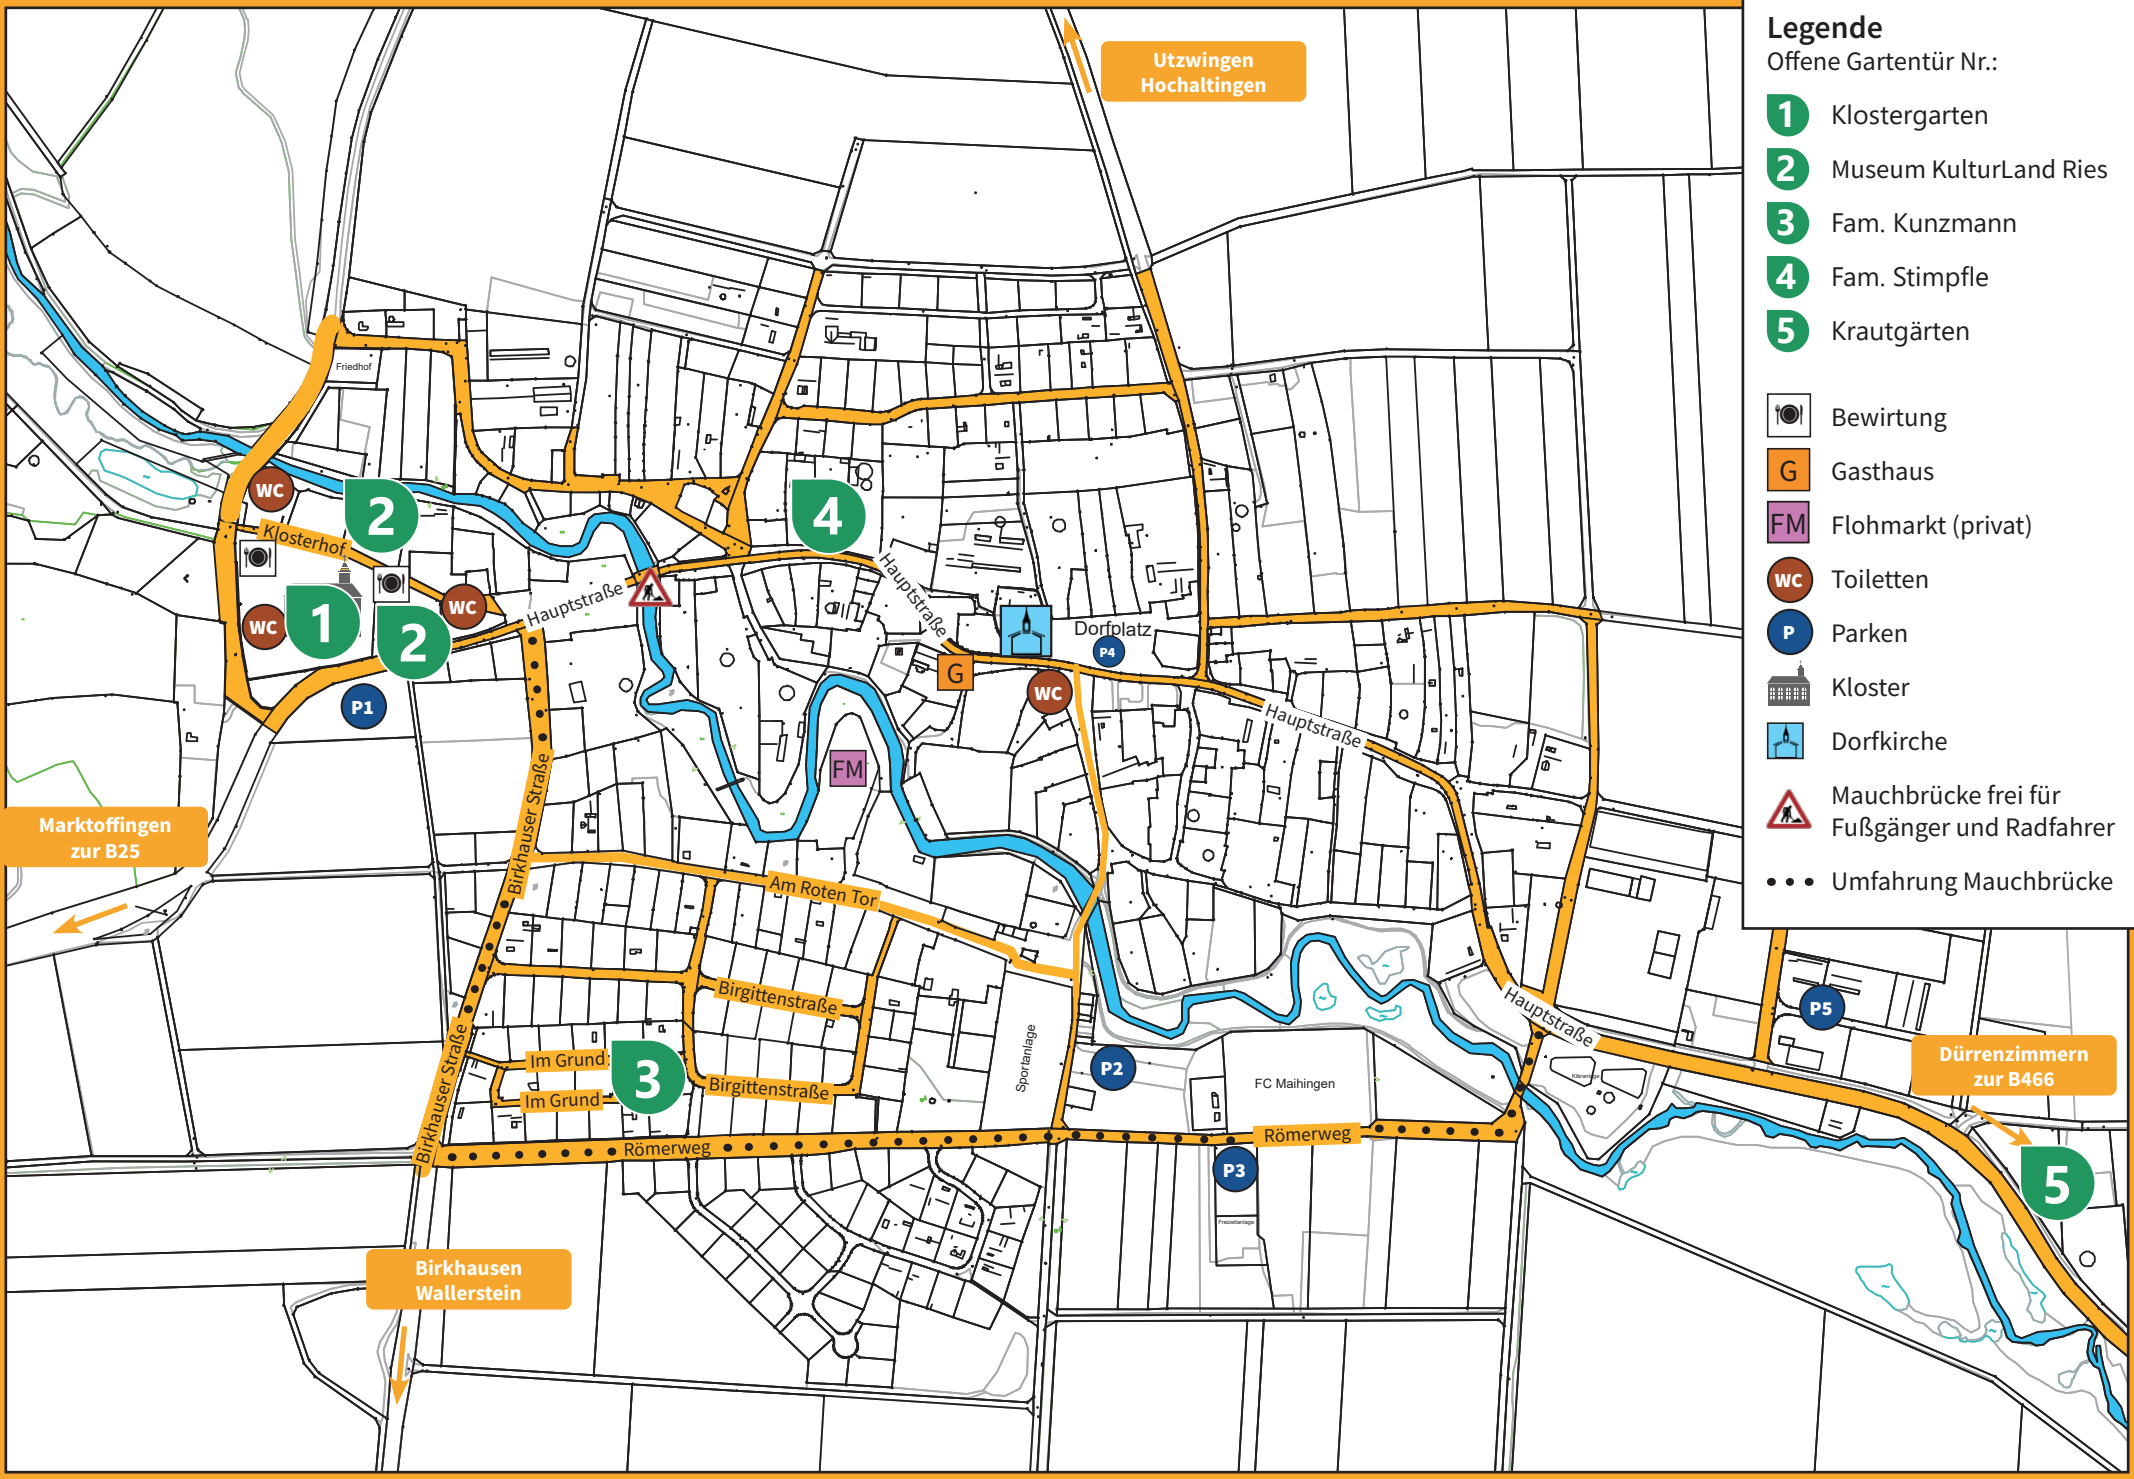 Utzwingen
Hochaltingen
Friedhof
WC
2
4
Klosterhof
Hauptstraße
Hauptstraße
1
WC
2
WC
Dorfplatz
P4
G
WC
P1
Hauptstraße
FM
Marktoffingen
zur B25
Birkhauser Straße
Am Roten Tor
Birgittenstraße
Hauptstraße
P5
Im Grund
3
Im Grund
Birgittenstraße
Sportanlage
P2
FC Maihingen
Kläranlage
Dürrenzimmern
zur B466
Birkhauser Straße
Römerweg
Römerweg
P3
Freizeitanlage
5
Birkhausen
Wallerstein
Legende
Offene Gartentür Nr.:
1 Klostergarten
2 Museum KulturLand Ries
3 Fam. Kunzmann
4 Fam. Stimpfle
5 Krautgärten
Bewirtung
G Gasthaus
FM Flohmarkt (privat)
WC Toiletten
P Parken
Kloster
Dorfkirche
Mauchbrücke frei für
Fußgänger und Radfahrer
Umfahrung Mauchbrücke